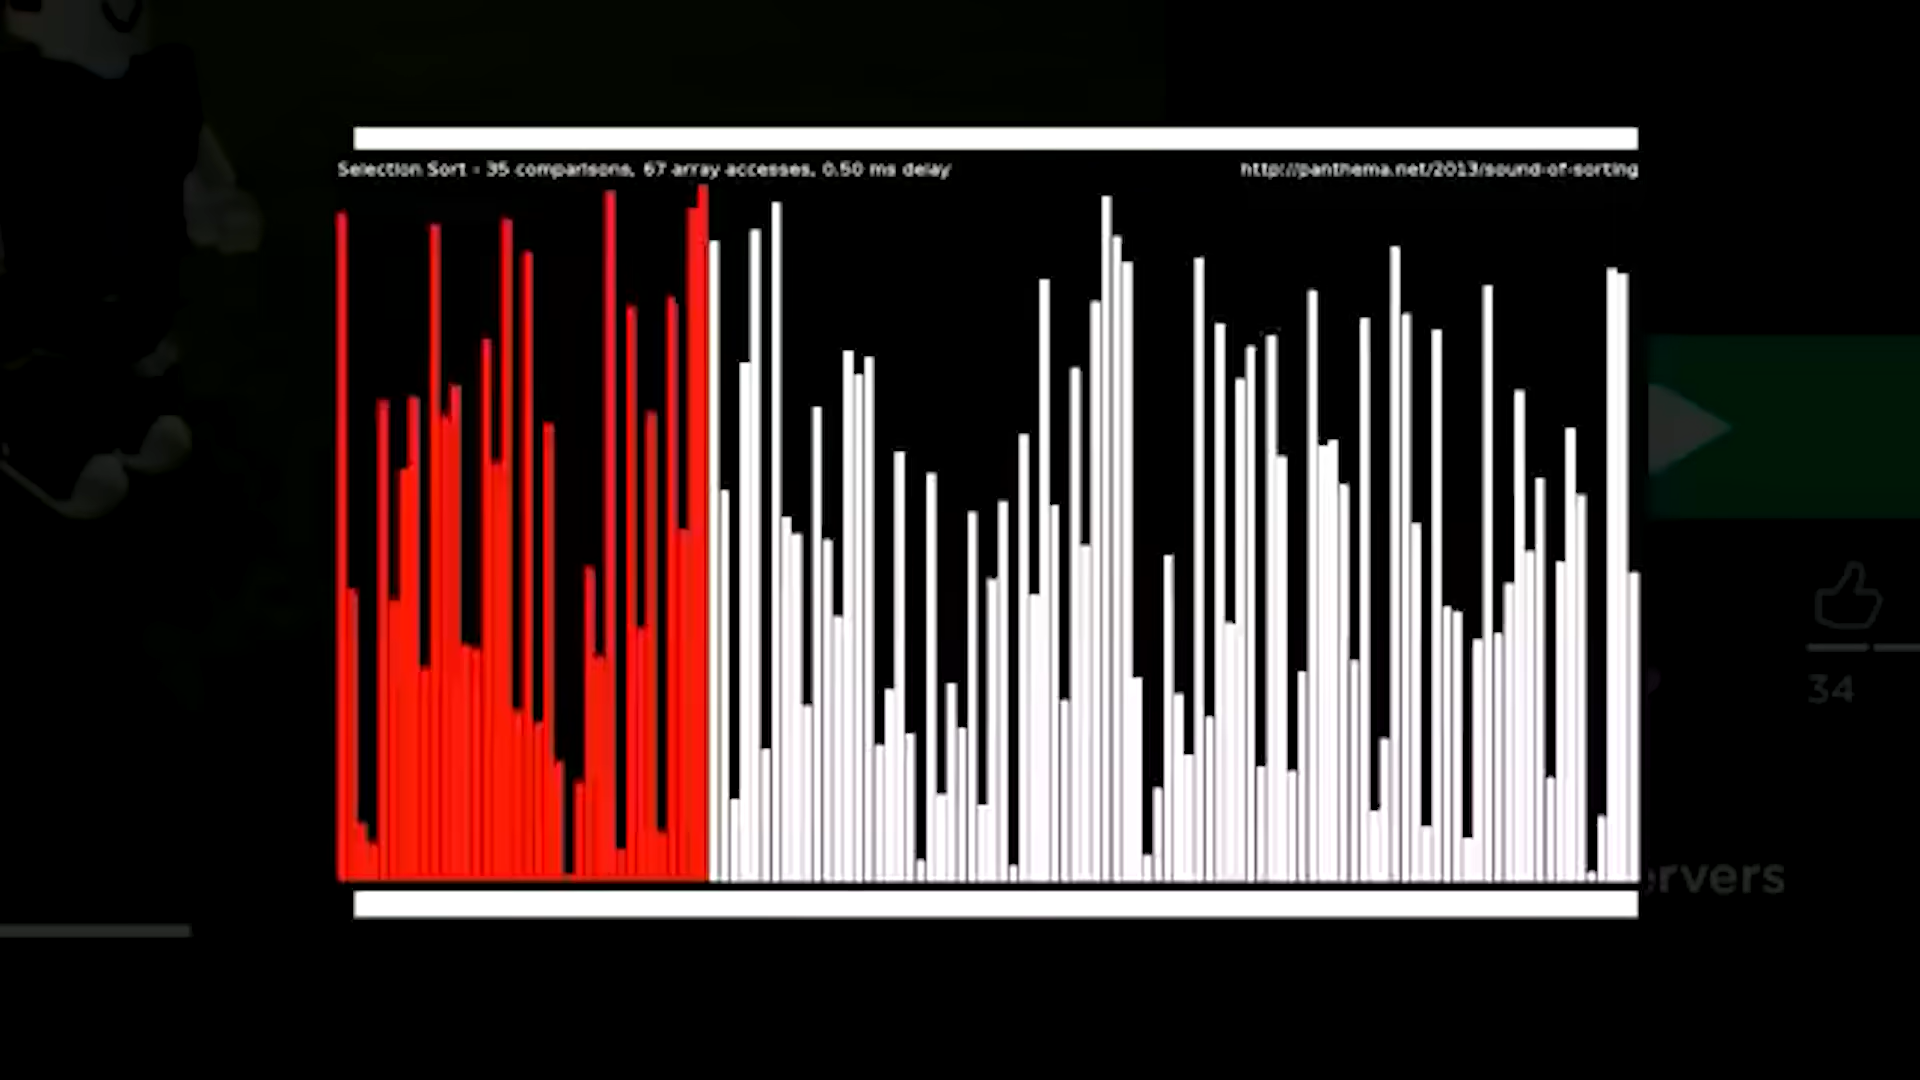 Selection Sort - 35 comparisons, 67 array accesses, 0.50 ms delay
http://panthema.net/2013/sound-of-sorting
34
ervers